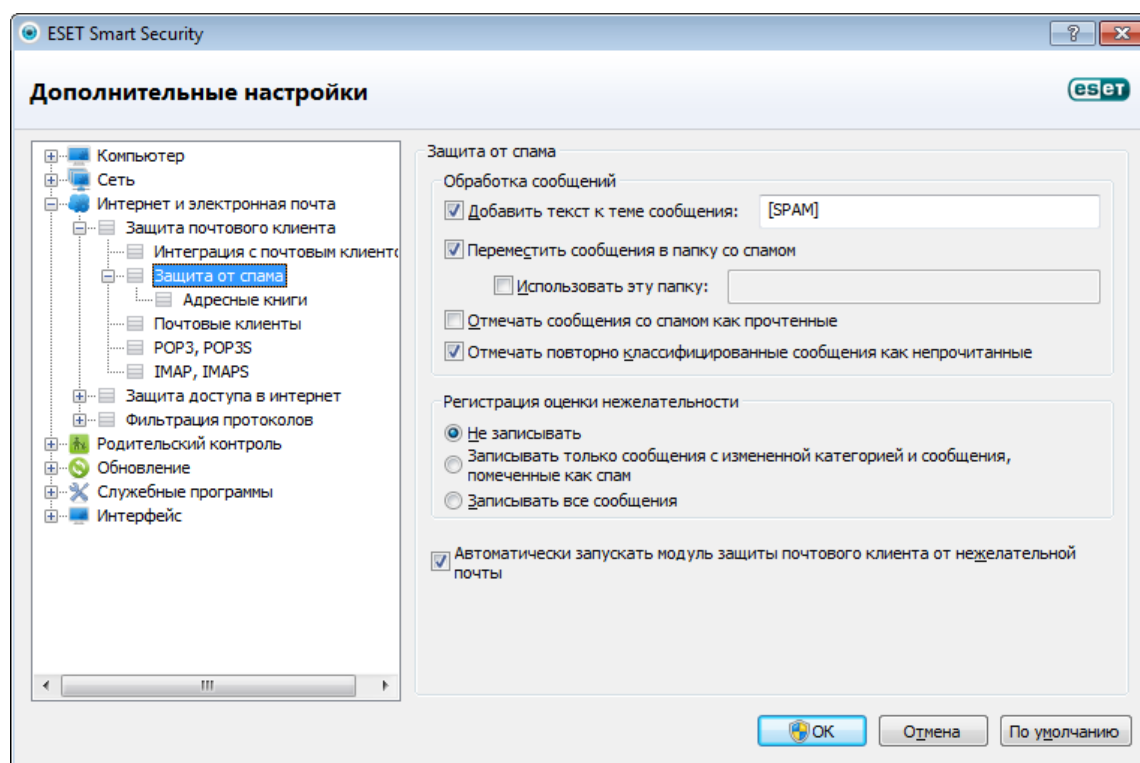 ESET Smart Security
Дополнительные настройки
eset
Компьютер
Сеть
Интернет и электронная почта
Защита почтового клиента
Интеграция с почтовым клиенто
Защита от спама
Адресные книги
Почтовые клиенты
POP3, POP3S
IMAP, IMAPS
Защита доступа в интернет
Фильтрация протоколов
Родительский контроль
Обновление
Служебные программы
Интерфейс
Защита от спама
Обработка сообщений
Добавить текст к теме сообщения: [SPAM]
Переместить сообщения в папку со спамом
Использовать эту папку:
Отмечать сообщения со спамом как прочтенные
Отмечать повторно классифицированные сообщения как непрочитанные
Регистрация оценки нежелательности
Не записывать
Записывать только сообщения с измененной категорией и сообщения,
помеченные как спам
Записывать все сообщения
Автоматически запускать модуль защиты почтового клиента от нежелательной
почты
OK Отмена По умолчанию